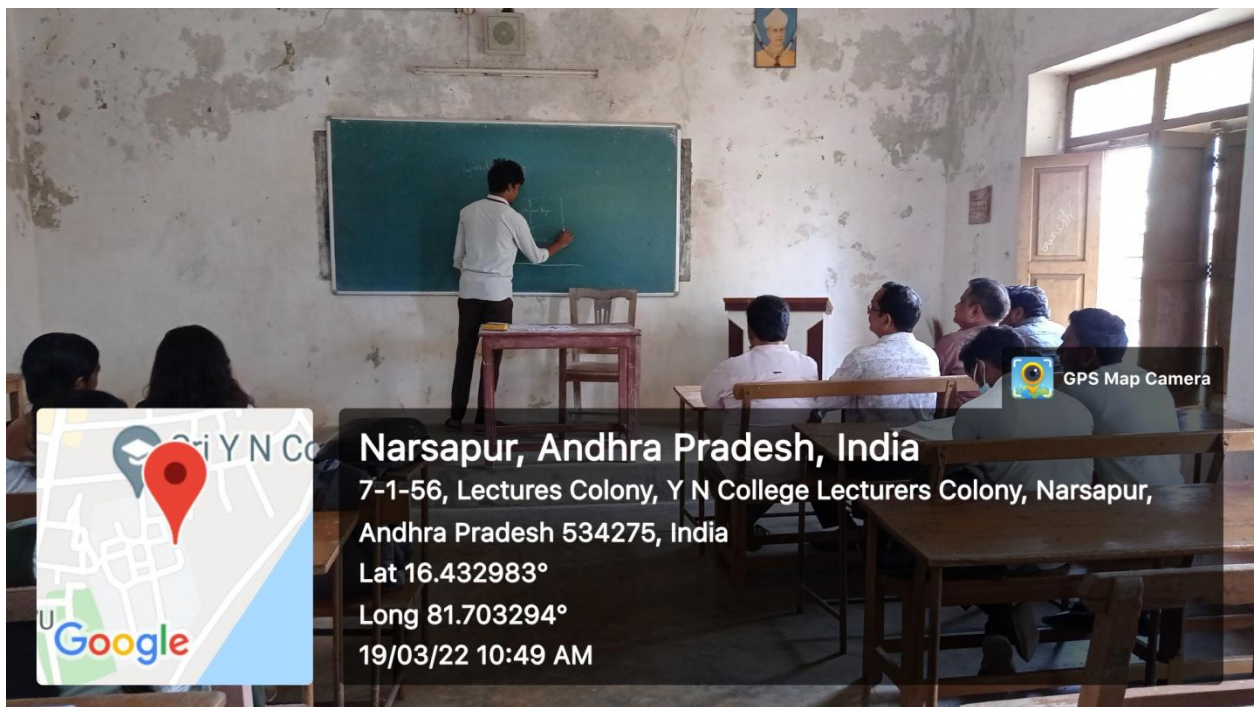 GPS Map Camera
Sri Y N Co
Google
Narsapur, Andhra Pradesh, India
7-1-56, Lectures Colony, Y N College Lecturers Colony, Narsapur,
Andhra Pradesh 534275, India
Lat 16.432983°
Long 81.703294°
19/03/22 10:49 AM